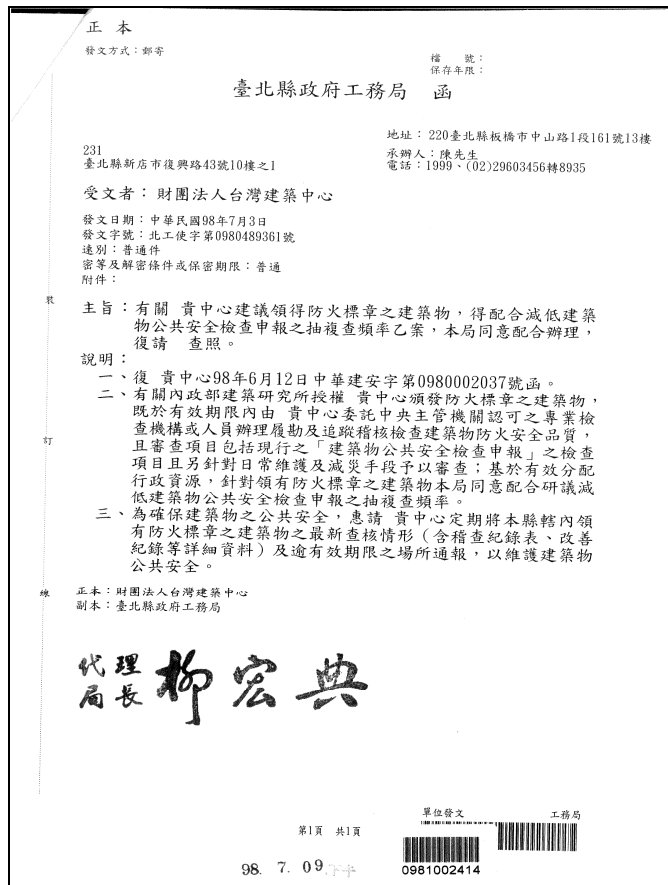 正 本
發文方式：郵寄
檔　　號：
保存年限：
臺北縣政府工務局　函
地址：220臺北縣板橋市中山路1段161號13樓
承辦人：陳先生
電話：1999、(02)29603456轉8935
231
臺北縣新店市復興路43號10樓之1
受文者：財團法人台灣建築中心
發文日期：中華民國98年7月3日
發文字號：北工使字第0980489361號
速別：普通件
密等及解密條件或保密期限：普通
附件：
主旨：有關 貴中心建議領得防火標章之建築物，得配合減低建築
物公共安全檢查申報之抽複查頻率乙案，本局同意配合辦理，
復請 查照。
說明：
一、復 貴中心98年6月12日中華建安字第0980002037號函。
二、有關內政部建築研究所授權 貴中心頒發防火標章之建築物，
既於有效期限內由 貴中心委託中央主管機關認可之專業檢
查機構或人員辦理履勘及追蹤稽核檢查建築物防火安全品質，
且審查項目包括現行之「建築物公共安全檢查申報」之檢查
項目且另針對日常維護及減災手段予以審查；基於有效分配
行政資源，針對領有防火標章之建築物本局同意配合研議減
低建築物公共安全檢查申報之抽複查頻率。
三、為確保建築物之公共安全，惠請 貴中心定期將本縣轄內領
有防火標章之建築物之最新查核情形（含稽查紀錄表、改善
紀錄等詳細資料）及逾有效期限之場所通報，以維護建築物
公共安全。
裝
訂
線
正本：財團法人台灣建築中心
副本：臺北縣政府工務局
代理
局長 柳宏典
單位發文
工務局
第1頁 共1頁
98. 7. 09
0981002414